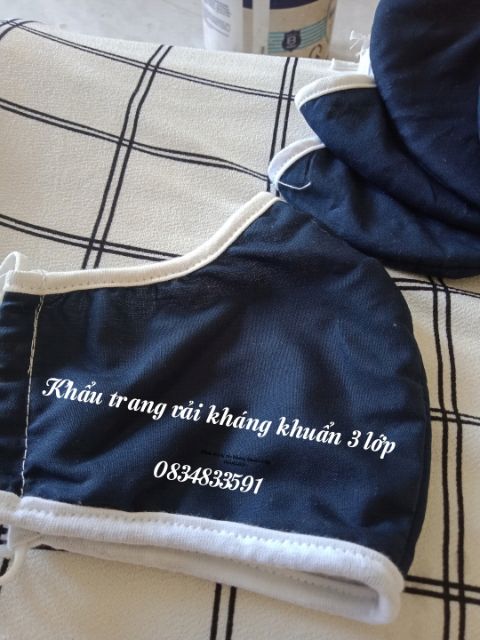 Khẩu trang vải kháng khuẩn 3 lớp
0834833591